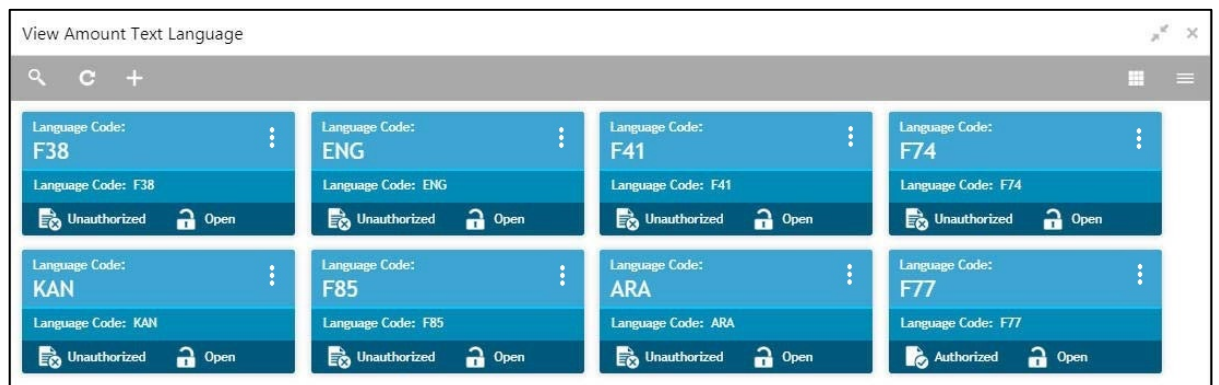 View Amount Text Language
Language Code: Language Code: Language Code: Language Code:
F38 ENG F41 F74
Language Code: F38 Language Code: ENG Language Code: F41 Language Code: F74
Unauthorized Open Unauthorized Open Unauthorized Open Unauthorized Open
Language Code: Language Code: Language Code: Language Code:
KAN F85 ARA F77
Language Code: KAN Language Code: F85 Language Code: ARA Language Code: F77
Unauthorized Open Unauthorized Open Unauthorized Open Authorized Open